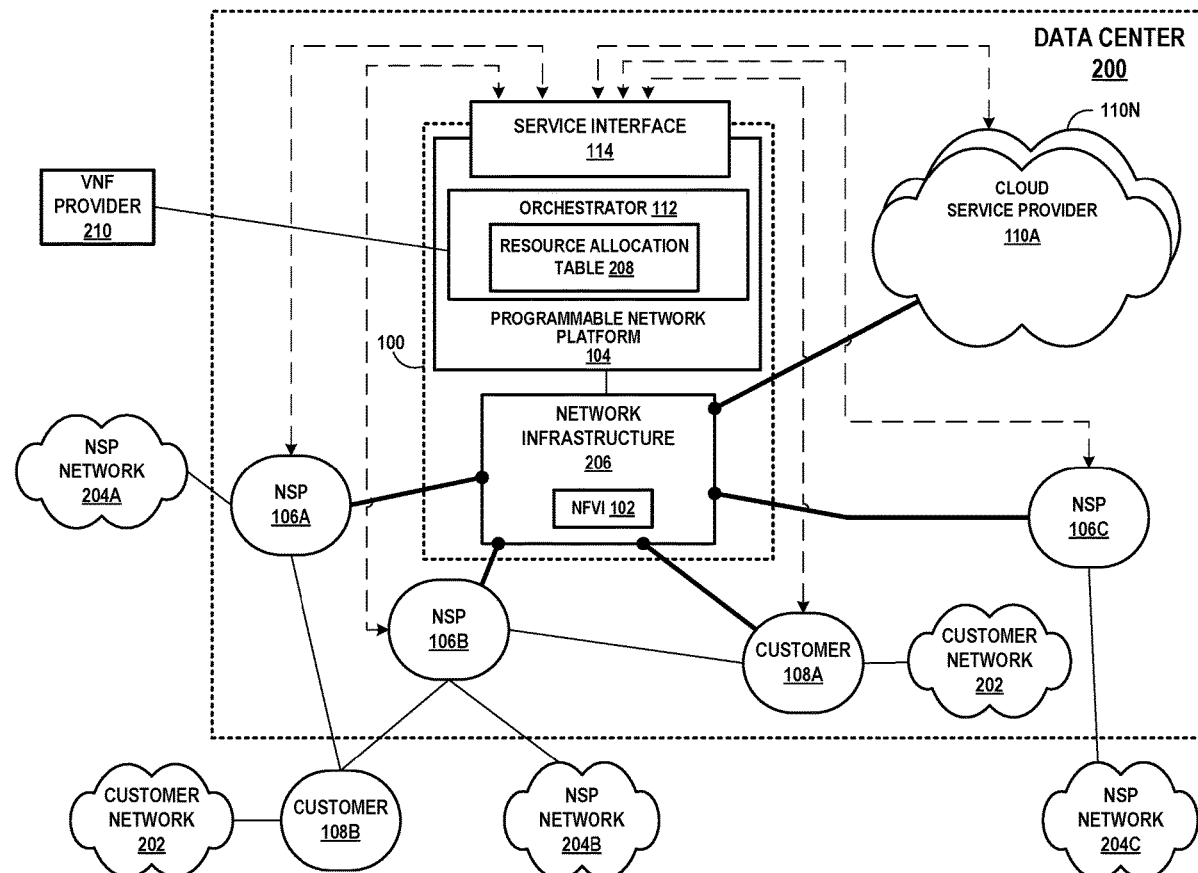 DATA CENTER
200
110N
SERVICE INTERFACE
114
VNF
PROVIDER
210
ORCHESTRATOR 112
RESOURCE ALLOCATION
TABLE 208
CLOUD
SERVICE PROVIDER
110A
PROGRAMMABLE NETWORK
PLATFORM
104
100
NETWORK
INFRASTRUCTURE
206
NFVI 102
NSP
NETWORK
204A
NSP
106A
NSP
106C
NSP
106B
CUSTOMER
108A
CUSTOMER
NETWORK
202
CUSTOMER
NETWORK
202
CUSTOMER
108B
NSP
NETWORK
204B
NSP
NETWORK
204C